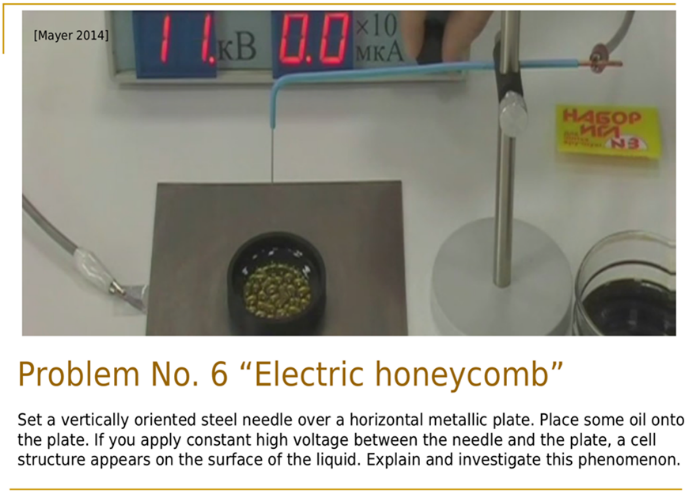 [Mayer 2014]
11. кВ 0.0 ×10
мкА
НАБОР
ИГЛ
№3
Problem No. 6 “Electric honeycomb”
Set a vertically oriented steel needle over a horizontal metallic plate. Place some oil onto
the plate. If you apply constant high voltage between the needle and the plate, a cell
structure appears on the surface of the liquid. Explain and investigate this phenomenon.